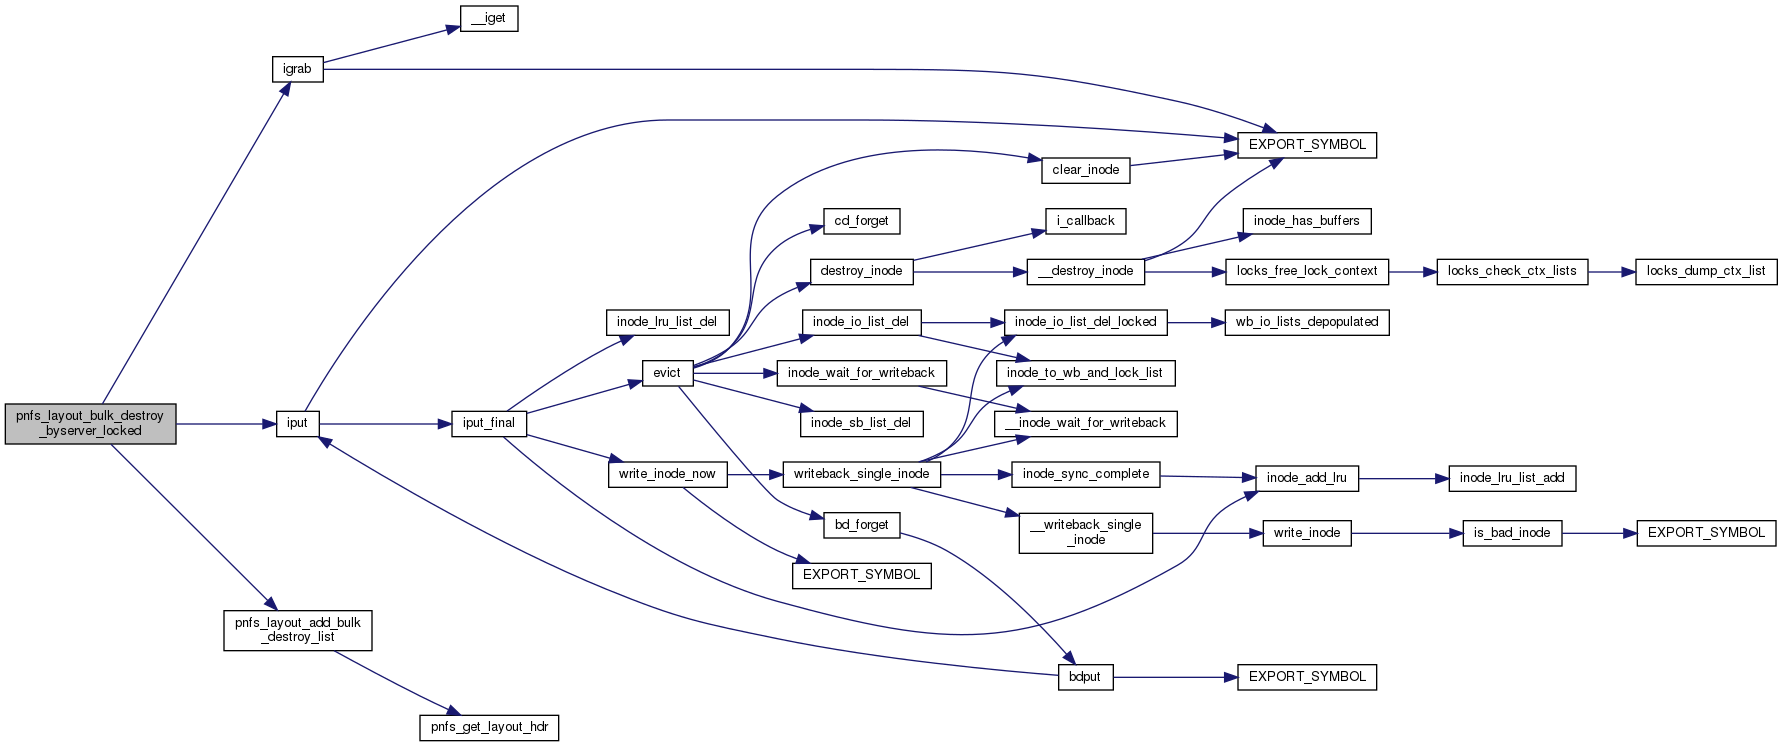 __iget
igrab
EXPORT_SYMBOL
clear_inode
cd_forget
i_callback
inode_has_buffers
destroy_inode
__destroy_inode
locks_free_lock_context
locks_check_ctx_lists
locks_dump_ctx_list
inode_lru_list_del
inode_io_list_del
inode_io_list_del_locked
wb_io_lists_depopulated
evict
inode_wait_for_writeback
inode_to_wb_and_lock_list
pnfs_layout_bulk_destroy
_byserver_locked
iput
iput_final
inode_sb_list_del
__inode_wait_for_writeback
write_inode_now
writeback_single_inode
inode_sync_complete
inode_add_lru
inode_lru_list_add
bd_forget
__writeback_single
_inode
write_inode
is_bad_inode
EXPORT_SYMBOL
EXPORT_SYMBOL
pnfs_layout_add_bulk
_destroy_list
bdput
EXPORT_SYMBOL
pnfs_get_layout_hdr